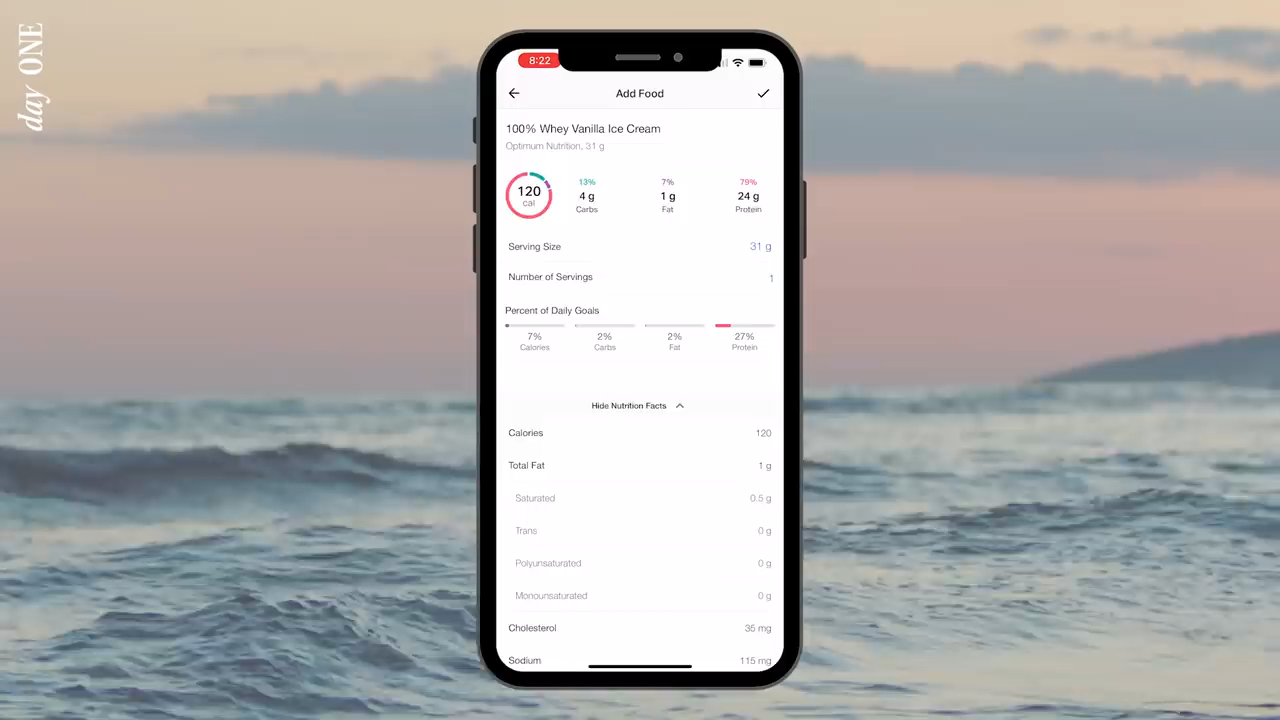 day ONE
8:22
Add Food
100% Whey Vanilla Ice Cream
Optimum Nutrition, 31 g
120
cal
13%
4 g
Carbs
7%
1 g
Fat
79%
24 g
Protein
Serving Size 31 g
Number of Servings 1
Percent of Daily Goals
7%
Calories
2%
Carbs
2%
Fat
27%
Protein
Hide Nutrition Facts
Calories 120
Total Fat 1 g
Saturated 0.5 g
Trans 0 g
Polyunsaturated 0 g
Monounsaturated 0 g
Cholesterol 35 mg
Sodium 115 mg